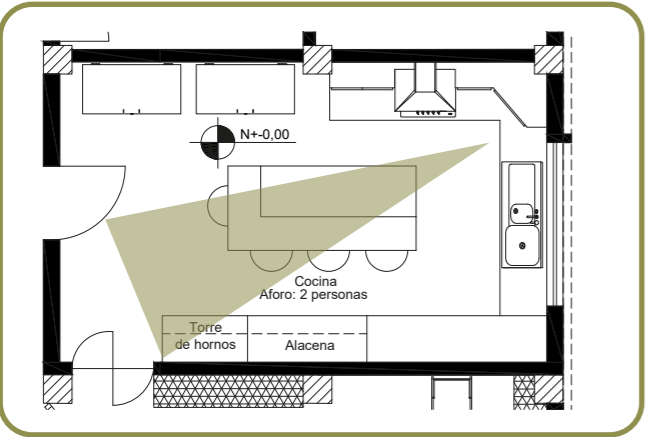 N+-0,00
Cocina
Aforo: 2 personas
Torre
de hornos
Alacena